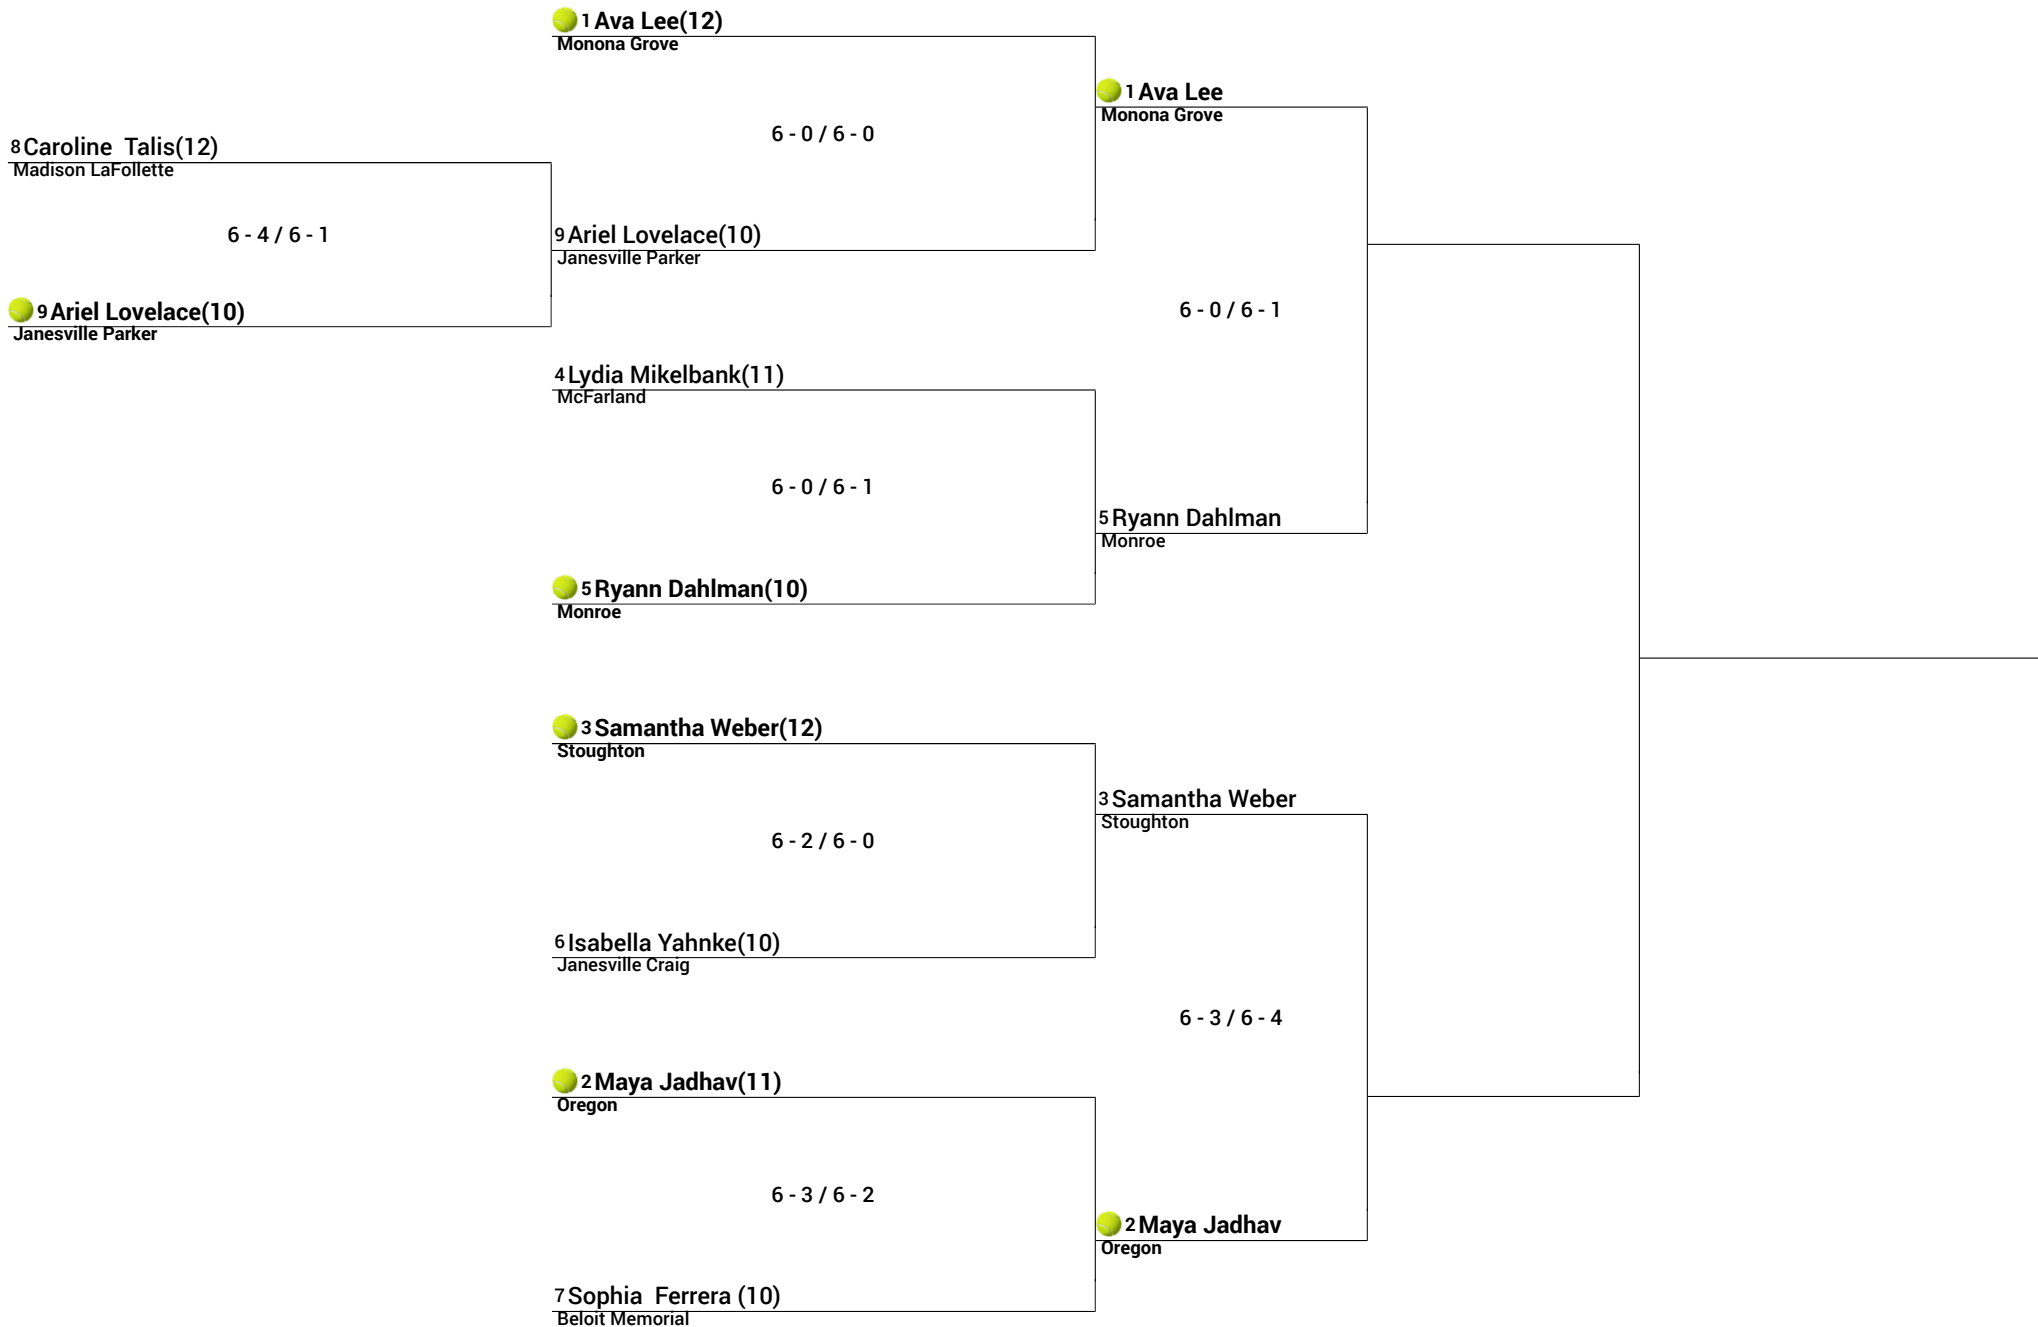 1 Ava Lee(12)
Monona Grove
1 Ava Lee
Monona Grove
6 - 0 / 6 - 0
8 Caroline  Talis(12)
Madison LaFollette
6 - 4 / 6 - 1
9 Ariel Lovelace(10)
Janesville Parker
9 Ariel Lovelace(10)
Janesville Parker
6 - 0 / 6 - 1
4 Lydia Mikelbank(11)
McFarland
6 - 0 / 6 - 1
5 Ryann Dahlman
Monroe
5 Ryann Dahlman(10)
Monroe
3 Samantha Weber(12)
Stoughton
3 Samantha Weber
Stoughton
6 - 2 / 6 - 0
6 Isabella Yahnke(10)
Janesville Craig
6 - 3 / 6 - 4
2 Maya Jadhav(11)
Oregon
6 - 3 / 6 - 2
2 Maya Jadhav
Oregon
7 Sophia  Ferrera (10)
Beloit Memorial